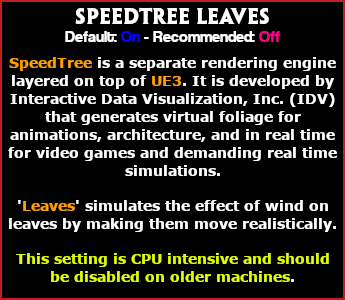 SPEEDTREE LEAVES
Default: On - Recommended: Off
SpeedTree is a separate rendering engine
layered on top of UE3. It is developed by
Interactive Data Visualization, Inc. (IDV)
that generates virtual foliage for
animations, architecture, and in real time
for video games and demanding real time
simulations.
'Leaves' simulates the effect of wind on
leaves by making them move realistically.
This setting is CPU intensive and should
be disabled on older machines.